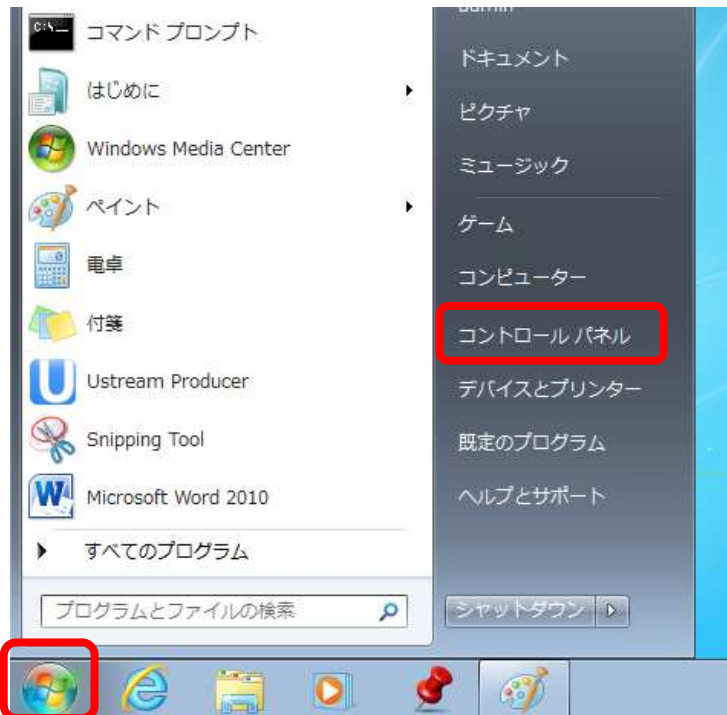 コマンド プロンプト
はじめに
Windows Media Center
ペイント
電卓
付箋
Ustream Producer
Snipping Tool
Microsoft Word 2010
すべてのプログラム
プログラムとファイルの検索
admin
ドキュメント
ピクチャ
ミュージック
ゲーム
コンピューター
コントロール パネル
デバイスとプリンター
既定のプログラム
ヘルプとサポート
シャットダウン